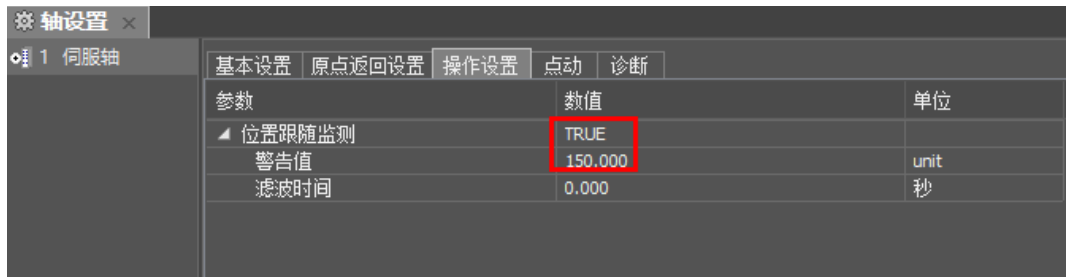 轴设置
1 伺服轴
基本设置 原点返回设置 操作设置 点动 诊断
参数 数值 单位
位置跟随监测 TRUE
警告值 150.000 unit
滤波时间 0.000 秒